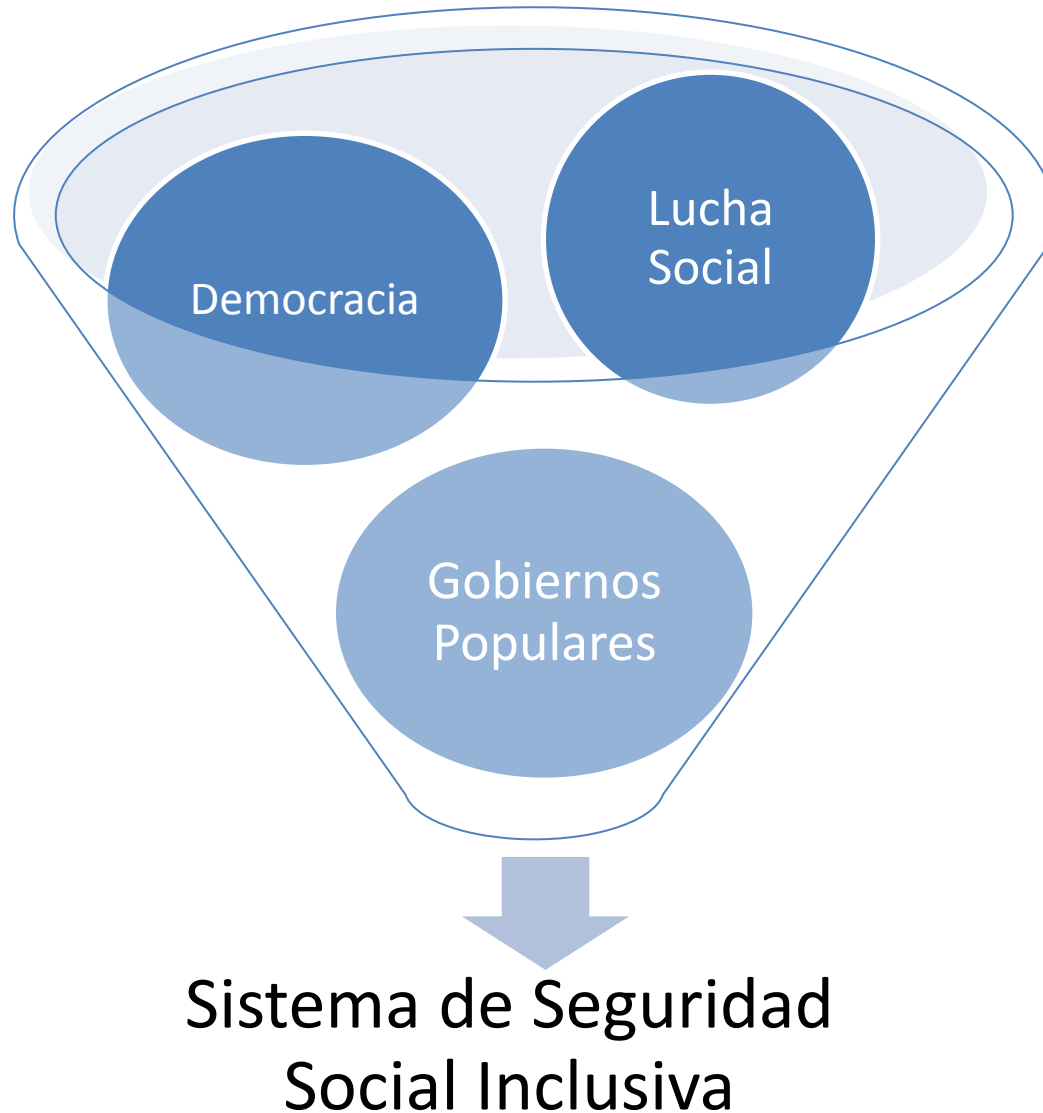 Lucha
Social
Democracia
Gobiernos
Populares
Sistema de Seguridad
Social Inclusiva